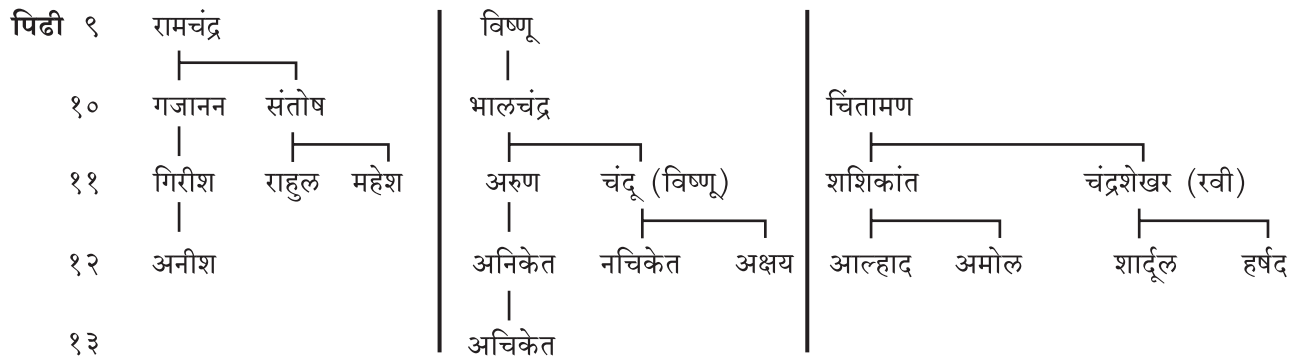 पिढी ९ रामचंद्र विष्णू
१० गजानन संतोष भालचंद्र चिंतामण
११ गिरीश राहुल महेश अरुण चंदू (विष्णू) शशिकांत चंद्रशेखर (रवी)
१२ अनीश अनिकेत नचिकेत अक्षय आल्हाद अमोल शार्दूल हर्षद
१३ अचिकेत